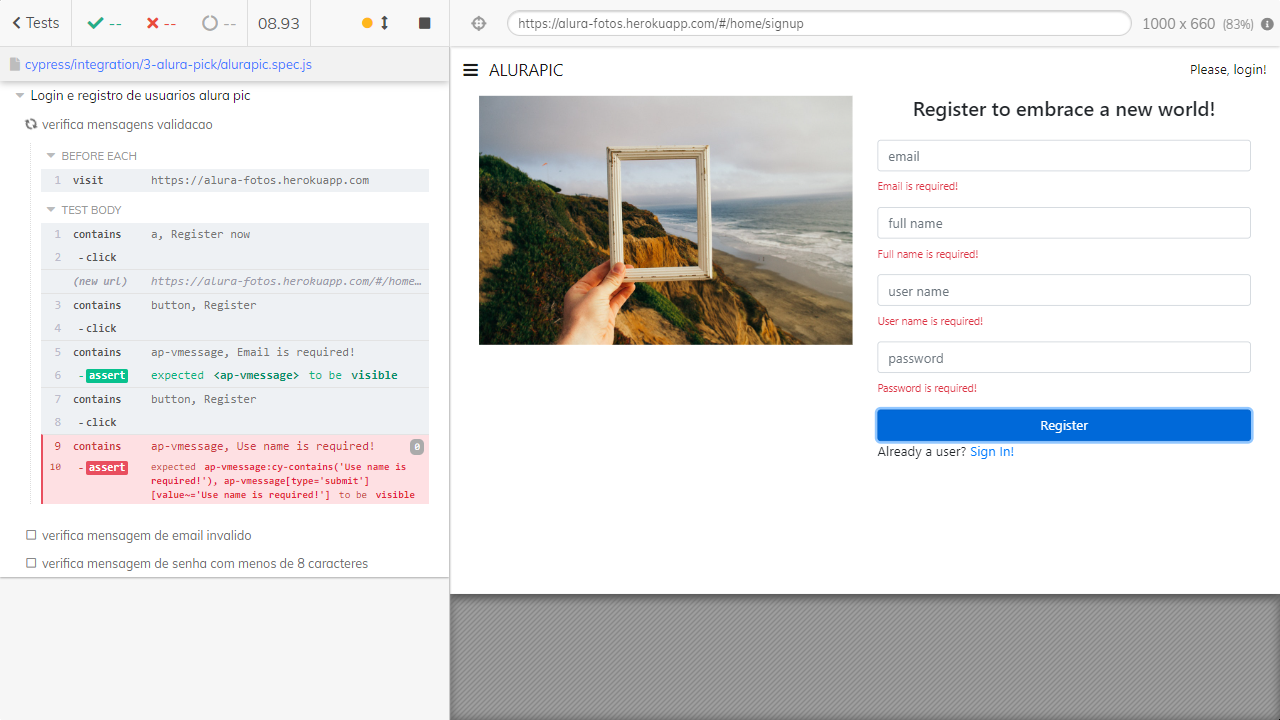 Tests
--
--
--
08.93
https://alura-fotos.herokuapp.com/#/home/signup
1000 x 660 (83%)
cypress/integration/3-alura-pick/alurapic.spec.js
Login e registro de usuarios alura pic
verifica mensagens validacao
BEFORE EACH
1 visit https://alura-fotos.herokuapp.com
TEST BODY
1 contains a, Register now
2 -click
(new url) https://alura-fotos.herokuapp.com/#/home…
3 contains button, Register
4 -click
5 contains ap-vmessage, Email is required!
6 -assert expected <ap-vmessage> to be visible
7 contains button, Register
8 -click
9 contains ap-vmessage, Use name is required! 0
10 -assert expected ap-vmessage:cy-contains('Use name is
required!'), ap-vmessage[type='submit']
[value~='Use name is required!'] to be visible
verifica mensagem de email invalido
verifica mensagem de senha com menos de 8 caracteres
ALURAPIC
Please, login!
Register to embrace a new world!
email
Email is required!
full name
Full name is required!
user name
User name is required!
password
Password is required!
Register
Already a user? Sign In!